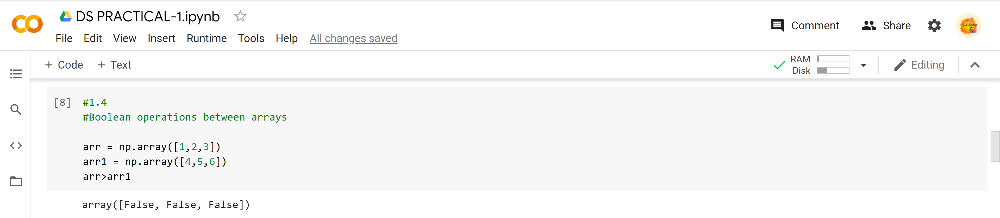 DS PRACTICAL-1.ipynb
File Edit View Insert Runtime Tools Help All changes saved
Comment Share
+ Code + Text
RAM
Disk
Editing
[8] #1.4
#Boolean operations between arrays
arr = np.array([1,2,3])
arr1 = np.array([4,5,6])
arr>arr1
array([False, False, False])